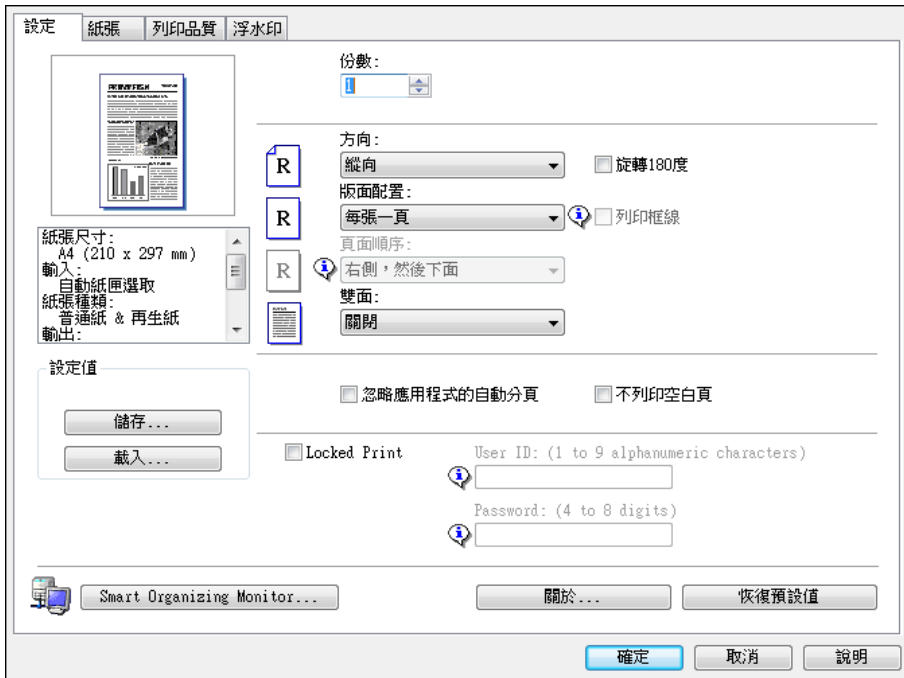 設定
紙張
列印品質
浮水印
份數:
1
方向:
縱向
旋轉180度
版面配置:
每張一頁
列印框線
頁面順序:
右側，然後下面
雙面:
關閉
R
R
R
紙張尺寸:
A4 (210 x 297 mm)
輸入:
自動紙匣選取
紙張種類:
普通紙 & 再生紙
輸出:
設定值
儲存...
載入...
忽略應用程式的自動分頁
不列印空白頁
Locked Print
User ID: (1 to 9 alphanumeric characters)
Password: (4 to 8 digits)
Smart Organizing Monitor...
關於...
恢復預設值
確定
取消
說明